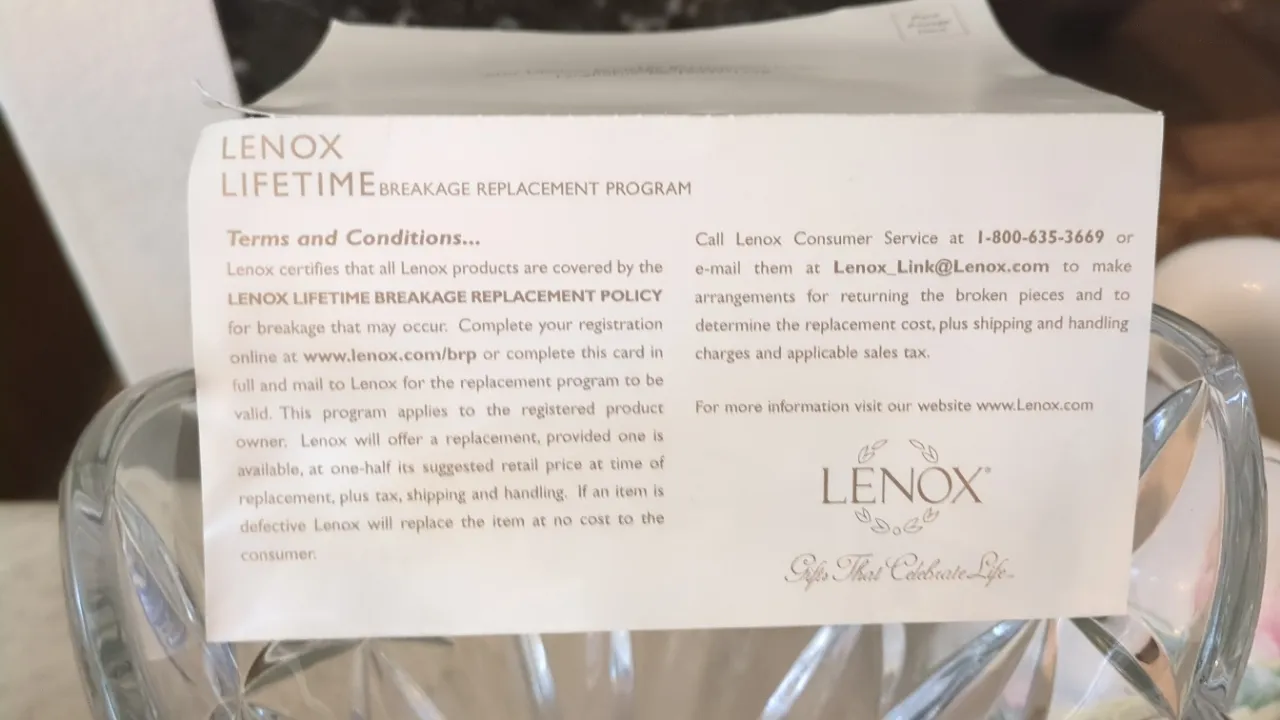 LENOX
LIFETIME BREAKAGE REPLACEMENT PROGRAM
Terms and Conditions...
Lenox certifies that all Lenox products are covered by the
LENOX LIFETIME BREAKAGE REPLACEMENT POLICY
for breakage that may occur. Complete your registration
online at www.lenox.com/brp or complete this card in
full and mail to Lenox for the replacement program to be
valid. This program applies to the registered product
owner. Lenox will offer a replacement, provided one is
available, at one-half its suggested retail price at time of
replacement, plus tax, shipping and handling. If an item is
defective Lenox will replace the item at no cost to the
consumer.
Call Lenox Consumer Service at 1-800-635-3669 or
e-mail them at Lenox_Link@Lenox.com to make
arrangements for returning the broken pieces and to
determine the replacement cost, plus shipping and handling
charges and applicable sales tax.
For more information visit our website www.Lenox.com
LENOX®
Gifts That Celebrate Life